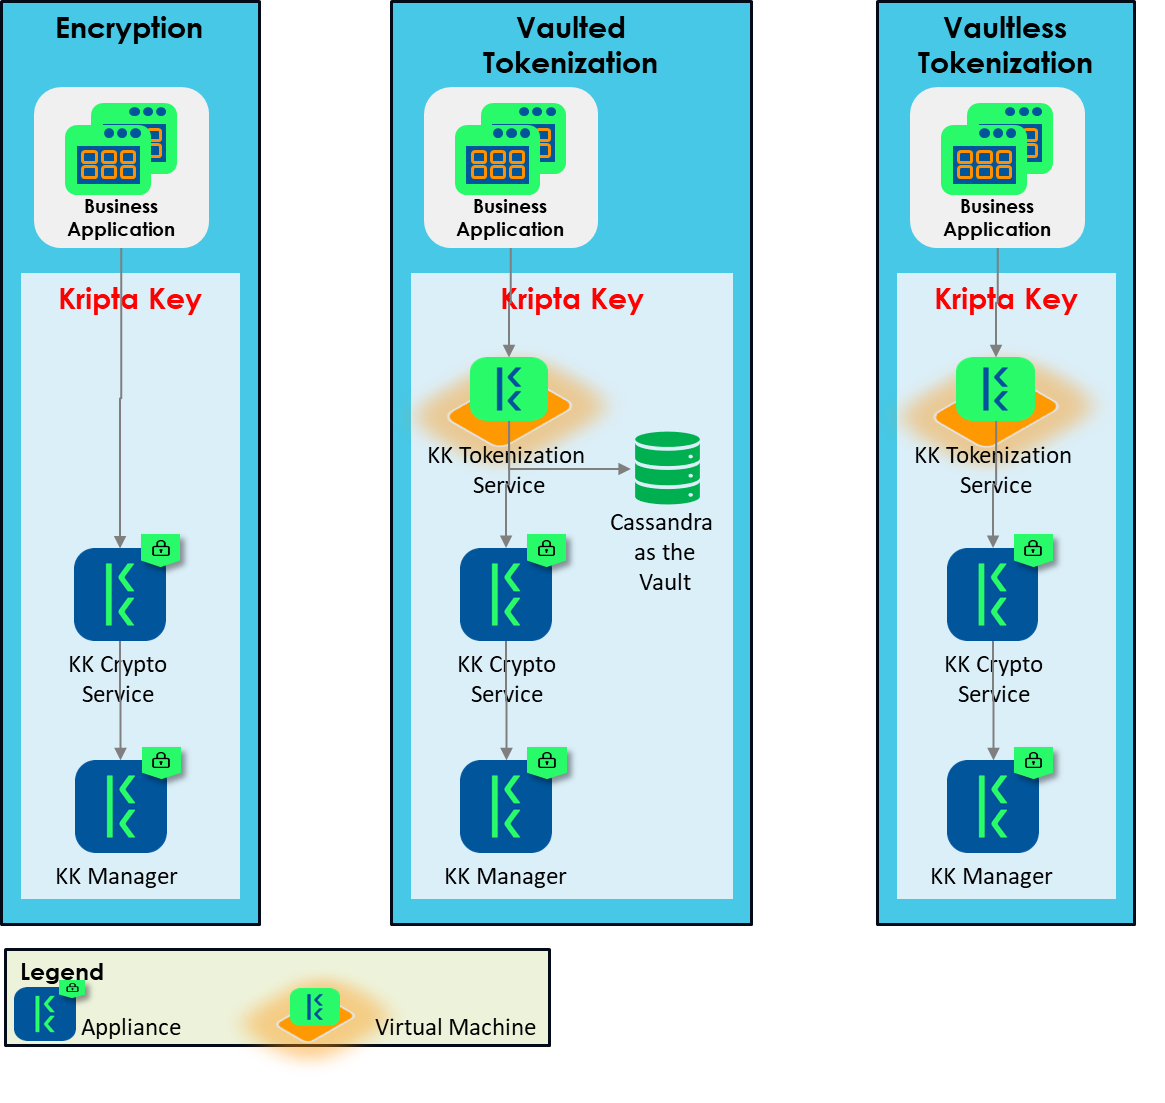 Encryption
Business
Application
Kripta Key
KK Crypto
Service
KK Manager
Vaulted
Tokenization
Business
Application
Kripta Key
KK Tokenization
Service
Cassandra
as the
Vault
KK Crypto
Service
KK Manager
Vaultless
Tokenization
Business
Application
Kripta Key
KK Tokenization
Service
KK Crypto
Service
KK Manager
Legend
Appliance
Virtual Machine